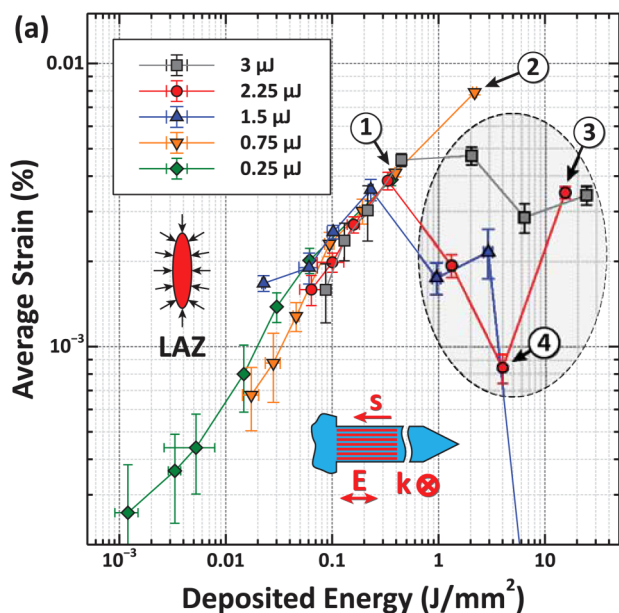 (a)
3 µJ
2.25 µJ
1.5 µJ
0.75 µJ
0.25 µJ
1
2
3
4
LAZ
s
E
k
0.01
10⁻³
Average Strain (%)
10⁻³ 0.01 0.1 1 10
Deposited Energy (J/mm²)